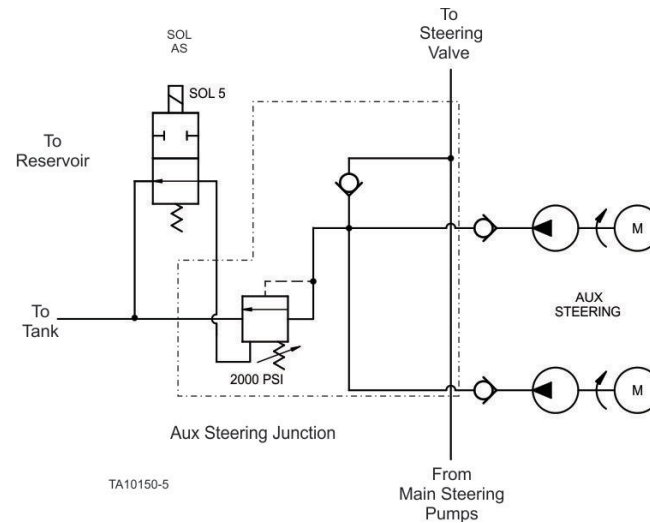 SOL
AS
To
Steering
Valve
SOL 5
To
Reservoir
M
To
Tank
AUX
STEERING
2000 PSI
M
Aux Steering Junction
TA10150-5
From
Main Steering
Pumps